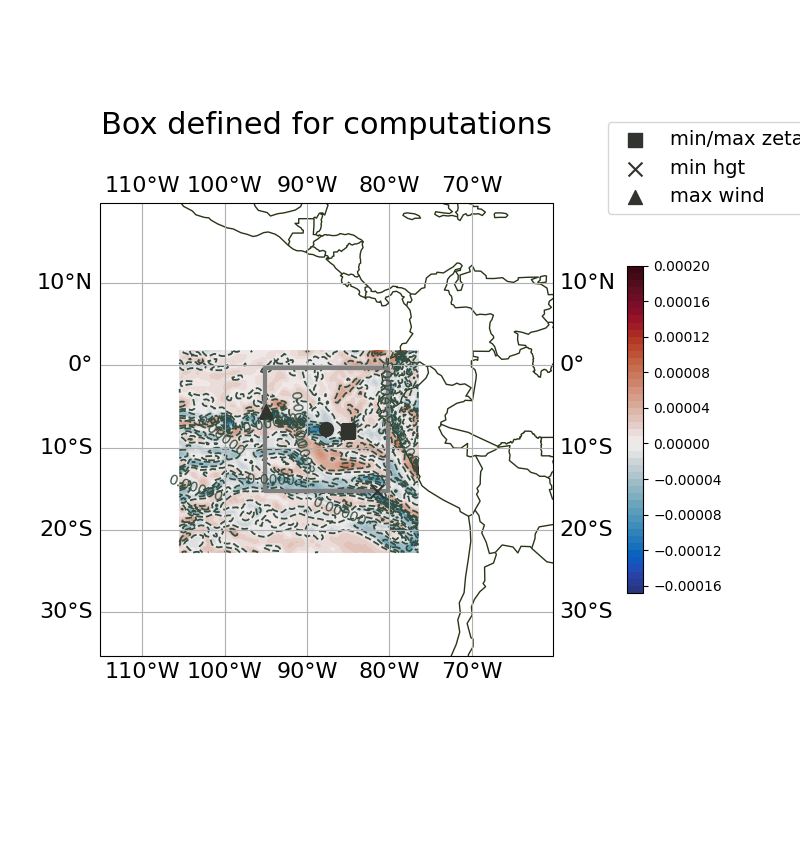 Box defined for computations
min/max zeta
min hgt
max wind
110°W 100°W 90°W 80°W 70°W
10°N 10°N
0° 0°
10°S 10°S
20°S 20°S
30°S 30°S
110°W 100°W 90°W 80°W 70°W
0.00020
0.00016
0.00012
0.00008
0.00004
0.00000
−0.00004
−0.00008
−0.00012
−0.00016